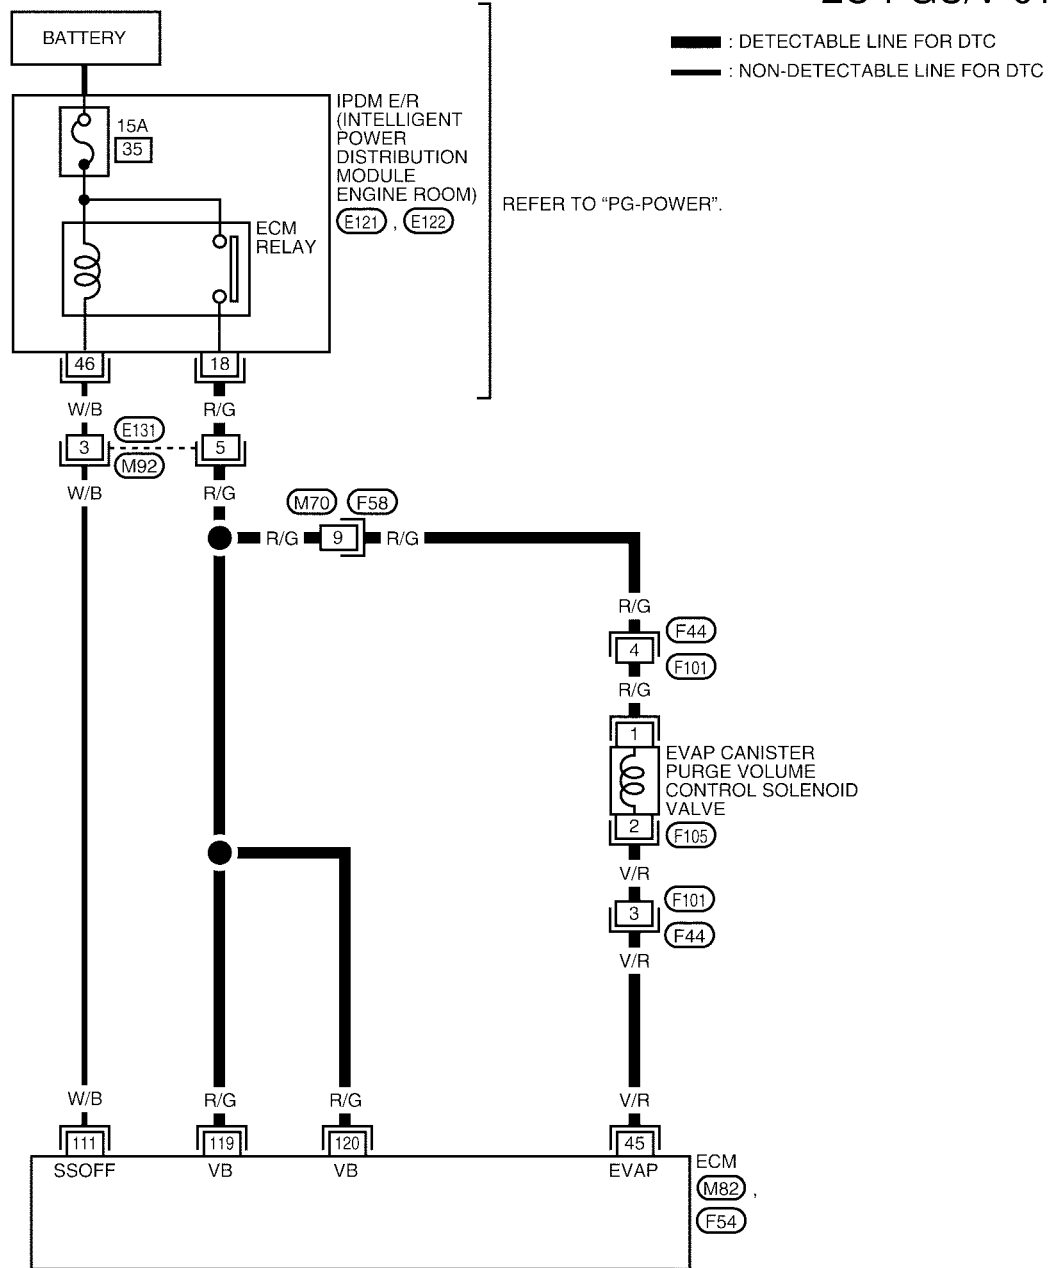 BATTERY
: DETECTABLE LINE FOR DTC
: NON-DETECTABLE LINE FOR DTC
15A
35
IPDM E/R
(INTELLIGENT
POWER
DISTRIBUTION
MODULE
ENGINE ROOM)
E121 , E122
REFER TO “PG-POWER”.
ECM
RELAY
46
18
W/B
R/G
3
E131
M92
5
W/B
R/G
M70 F58
R/G
9
R/G
R/G
4
F44
F101
R/G
1
EVAP CANISTER
PURGE VOLUME
CONTROL SOLENOID
VALVE
2
F105
V/R
3
F101
F44
V/R
W/B
R/G
R/G
V/R
111
119
120
45
SSOFF
VB
VB
EVAP
ECM
M82 ,
F54